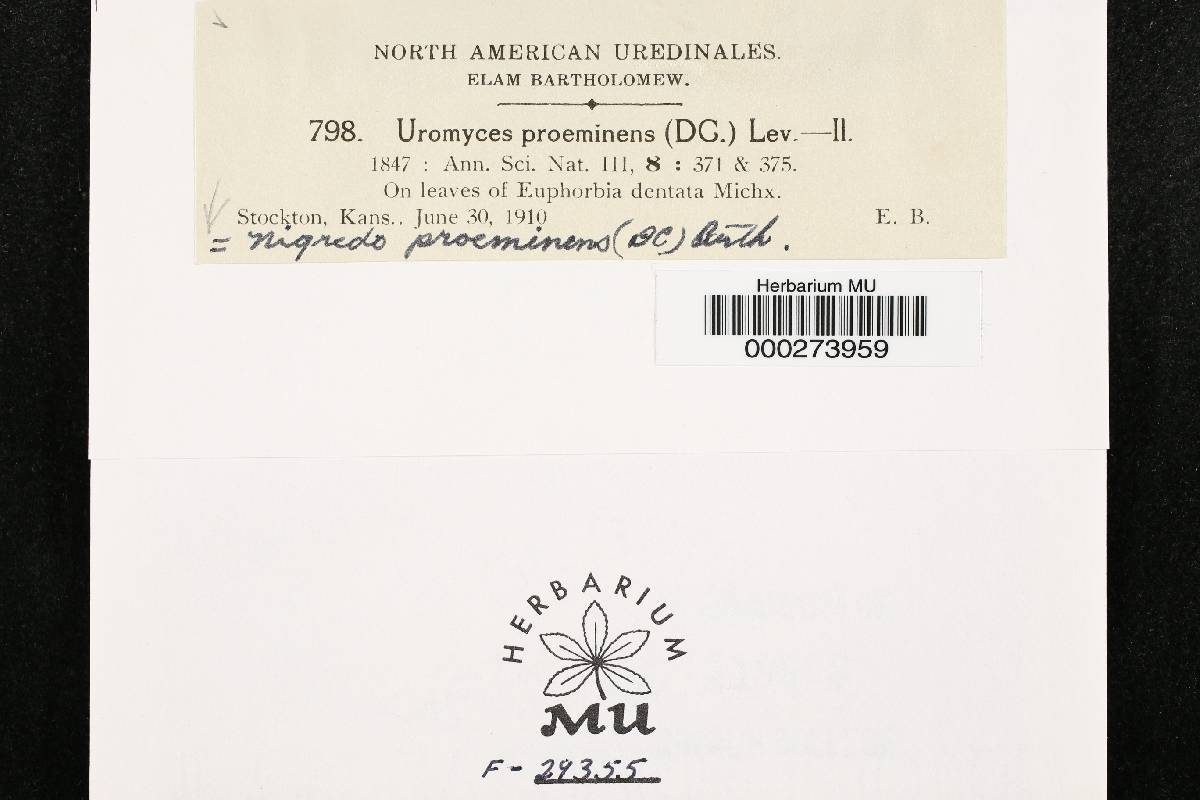 NORTH AMERICAN UREDINALES.
ELAM BARTHOLOMEW.
798. Uromyces proeminens (DC.) Lev.—II.
1847 : Ann. Sci. Nat. III, 8 : 371 & 375.
On leaves of Euphorbia dentata Michx.
Stockton, Kans., June 30, 1910 E. B.
= Nigredo proeminens (DC) Arth.
Herbarium MU
000273959
HERBARIUM
MU
F- 29355